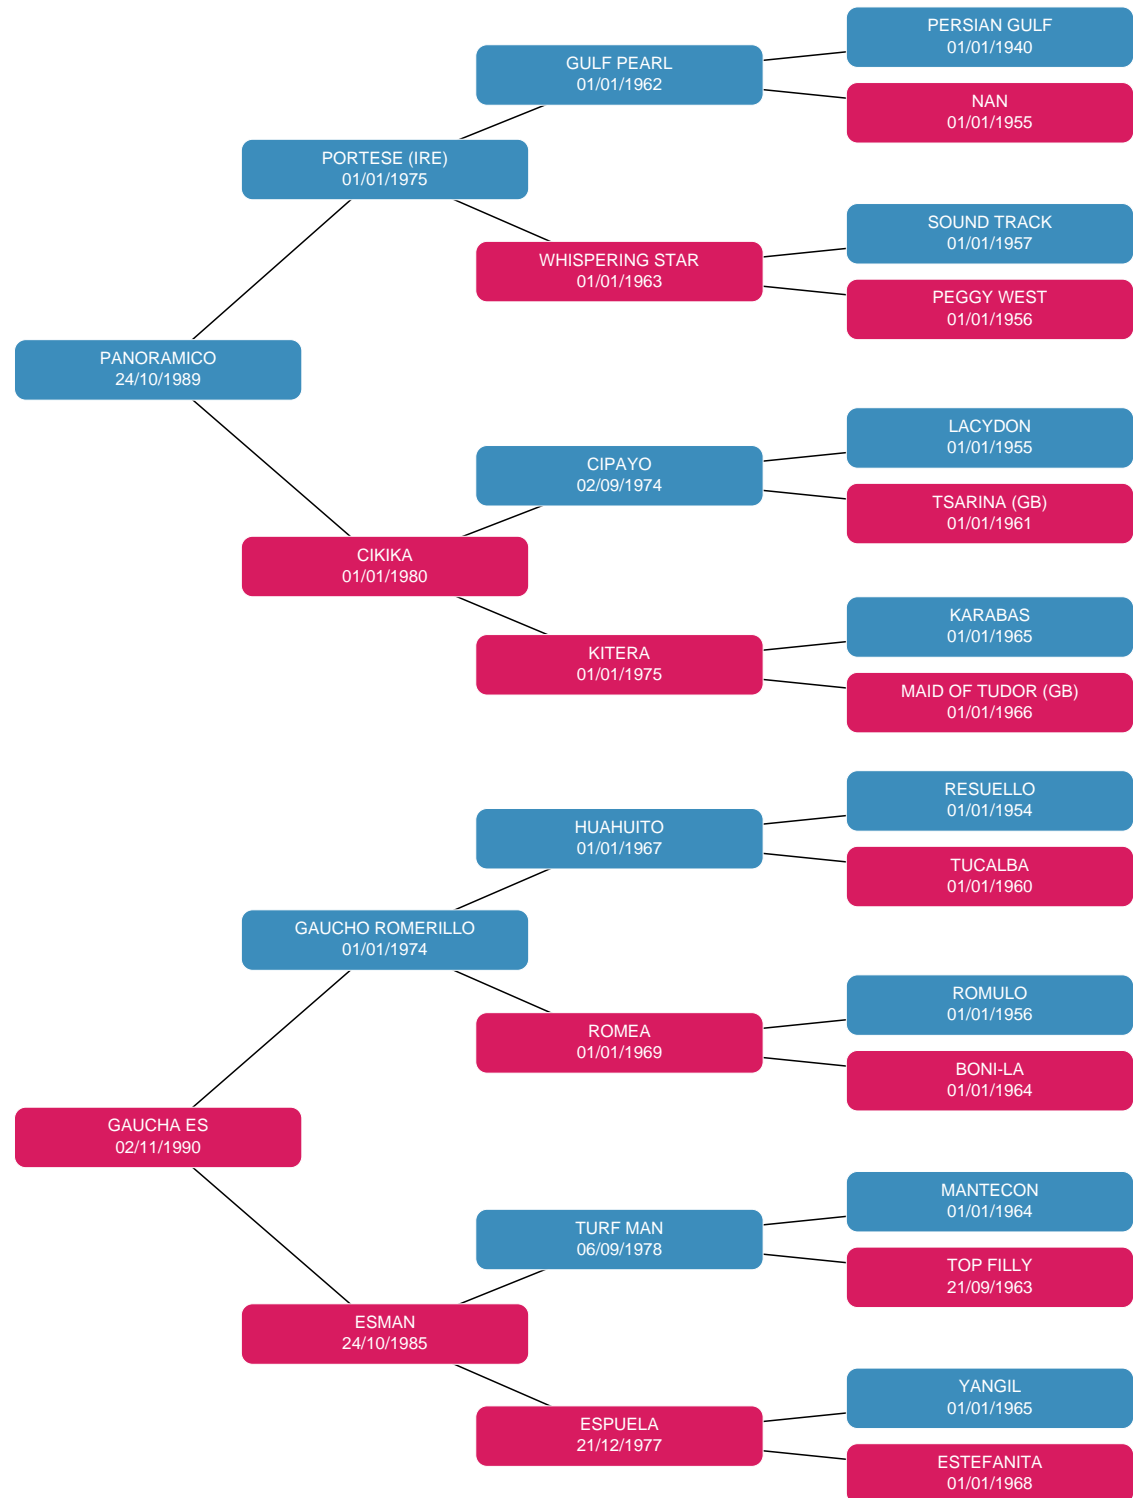 PERSIAN GULF
01/01/1940
GULF PEARL
01/01/1962
NAN
01/01/1955
PORTESE (IRE)
01/01/1975
SOUND TRACK
01/01/1957
WHISPERING STAR
01/01/1963
PEGGY WEST
01/01/1956
PANORAMICO
24/10/1989
LACYDON
01/01/1955
CIPAYO
02/09/1974
TSARINA (GB)
01/01/1961
CIKIKA
01/01/1980
KARABAS
01/01/1965
KITERA
01/01/1975
MAID OF TUDOR (GB)
01/01/1966
RESUELLO
01/01/1954
HUAHUITO
01/01/1967
TUCALBA
01/01/1960
GAUCHO ROMERILLO
01/01/1974
ROMULO
01/01/1956
ROMEA
01/01/1969
BONI-LA
01/01/1964
GAUCHA ES
02/11/1990
MANTECON
01/01/1964
TURF MAN
06/09/1978
TOP FILLY
21/09/1963
ESMAN
24/10/1985
YANGIL
01/01/1965
ESPUELA
21/12/1977
ESTEFANITA
01/01/1968